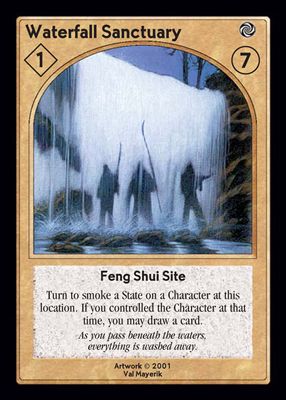 Waterfall Sanctuary
1
7
Feng Shui Site
Turn to smoke a State on a Character at this
location. If you controlled the Character at that
time, you may draw a card.
As you pass beneath the waters,
everything is washed away.
Artwork © 2001
Val Mayerik